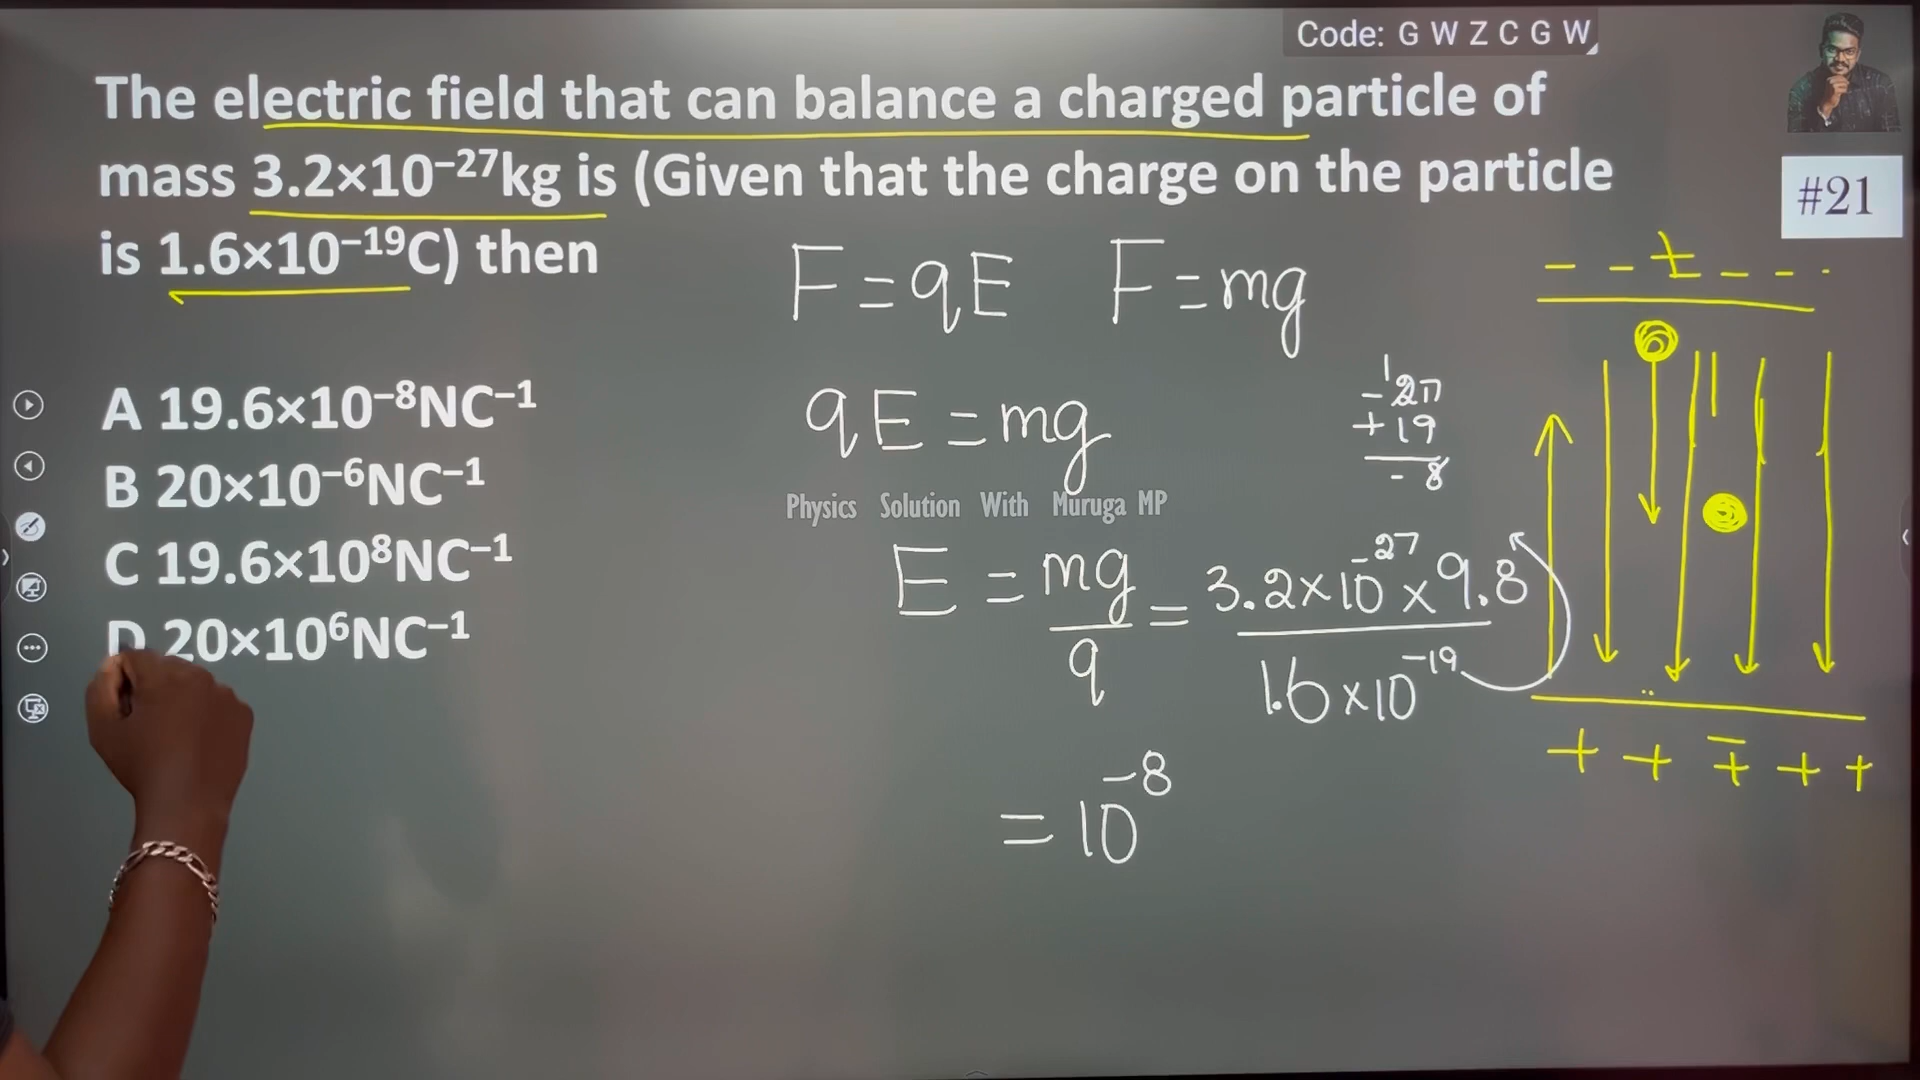 Code: G W Z C G W
The electric field that can balance a charged particle of
mass 3.2×10⁻²⁷kg is (Given that the charge on the particle
is 1.6×10⁻¹⁹C) then
#21
F = qE F = mg
A 19.6×10⁻⁸NC⁻¹
B 20×10⁻⁶NC⁻¹
C 19.6×10⁸NC⁻¹
D 20×10⁶NC⁻¹
qE = mg
-27
+19
-8
Physics Solution With Muruga MP
E = mg/q = 3.2×10⁻²⁷×9.8/1.6×10⁻¹⁹
= 10⁻⁸